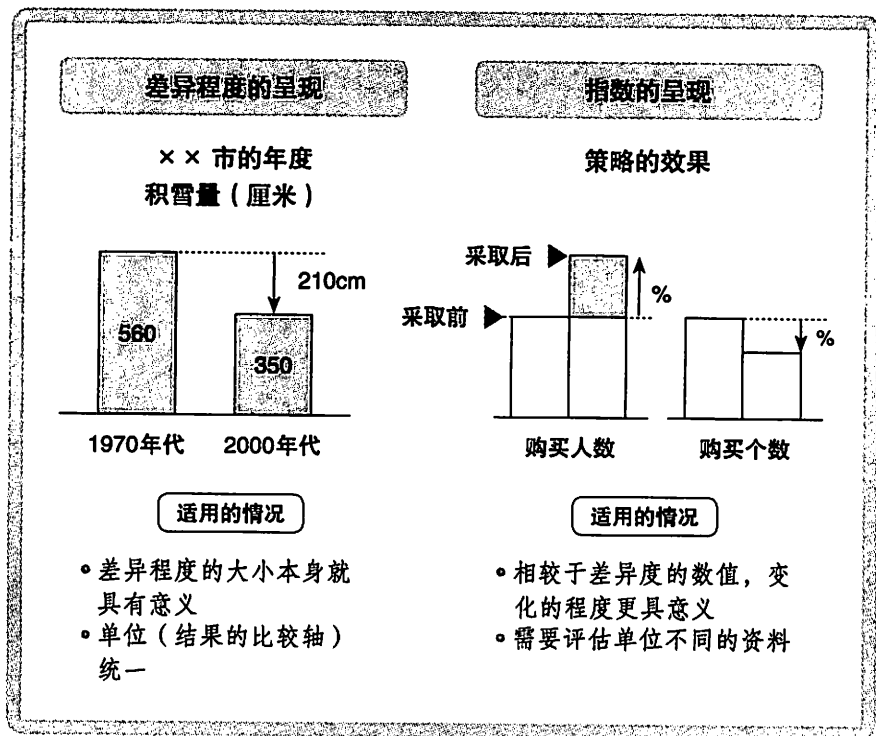 差异程度的呈现
×× 市的年度
积雪量（厘米）
210cm
560
350
1970年代
2000年代
适用的情况
•差异程度的大小本身就
具有意义
•单位（结果的比较轴）
统一
指数的呈现
策略的效果
采取后
%
采取前
%
购买人数
购买个数
适用的情况
•相较于差异度的数值，变
化的程度更具意义
•需要评估单位不同的资料